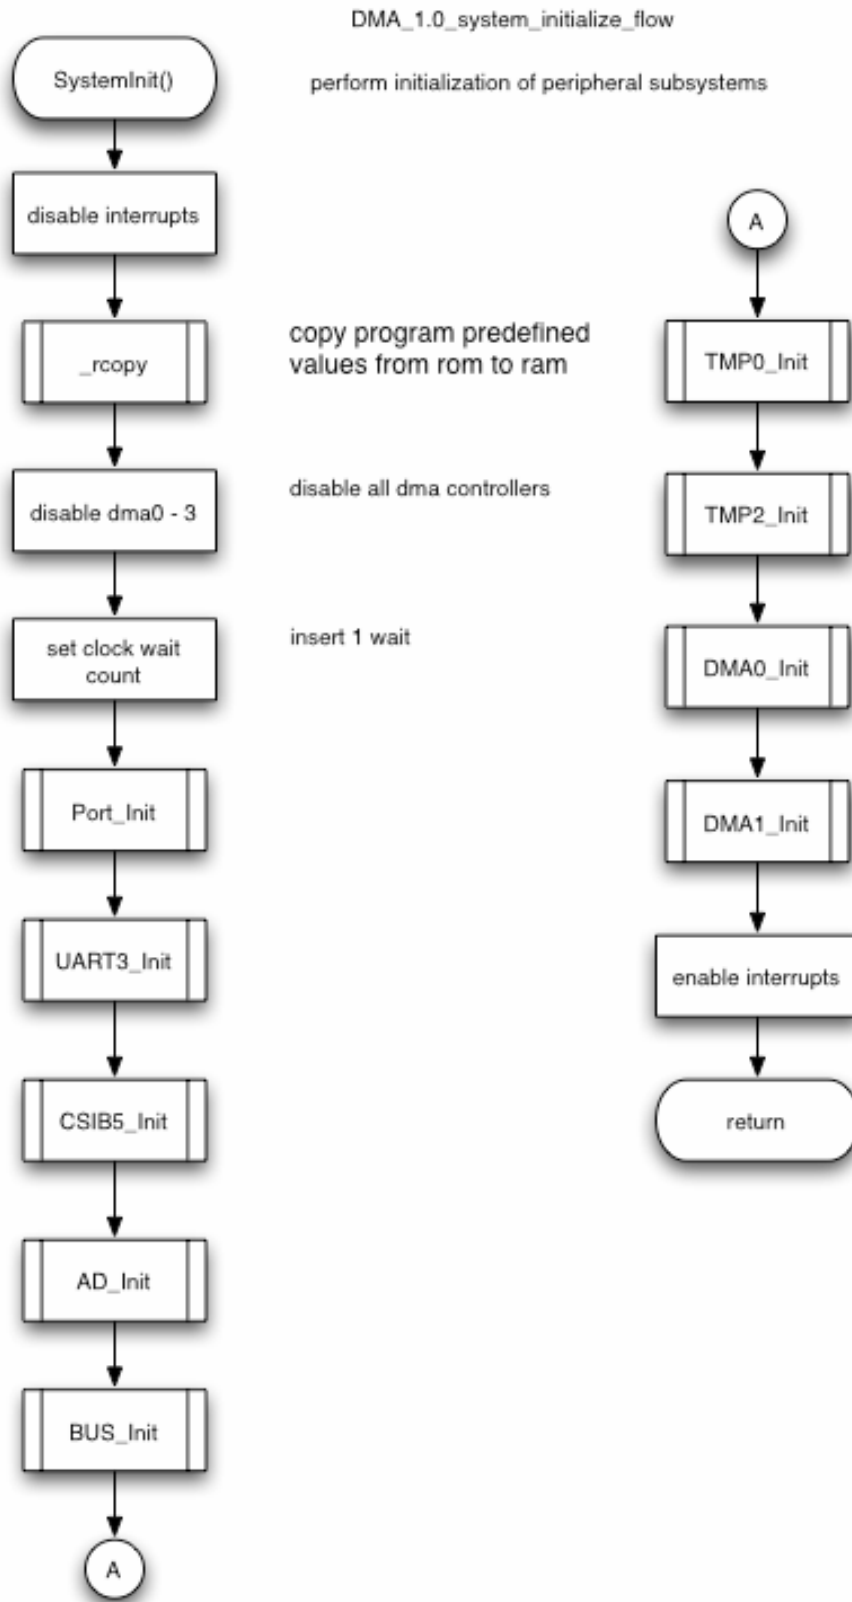 DMA_1.0_system_initialize_flow
SystemInit()
perform initialization of peripheral subsystems
disable interrupts
_rcopy
copy program predefined
values from rom to ram
disable dma0 - 3
disable all dma controllers
set clock wait
count
insert 1 wait
Port_Init
UART3_Init
CSIB5_Init
AD_Init
BUS_Init
A
A
TMP0_Init
TMP2_Init
DMA0_Init
DMA1_Init
enable interrupts
return